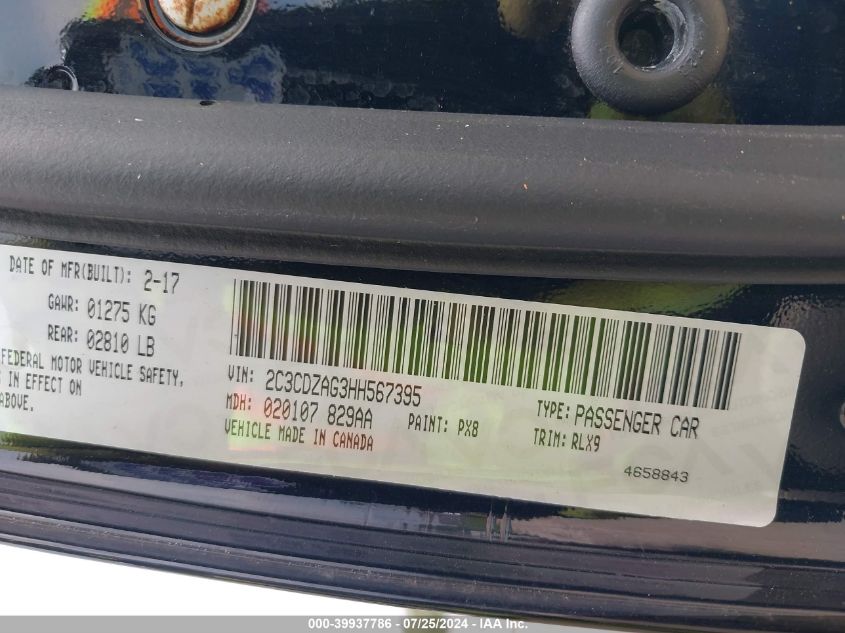 DATE OF MFR(BUILT): 2-17
GAWR: 01275 KG
REAR: 02810 LB
FEDERAL MOTOR VEHICLE SAFETY,
IN EFFECT ON
ABOVE.
VIN: 2C3CDZAG3HH567395
MDH: 020107 829AA
PAINT: PX8
VEHICLE MADE IN CANADA
TYPE: PASSENGER CAR
TRIM: RLX9
4658843
000-39937786 - 07/25/2024 - IAA Inc.